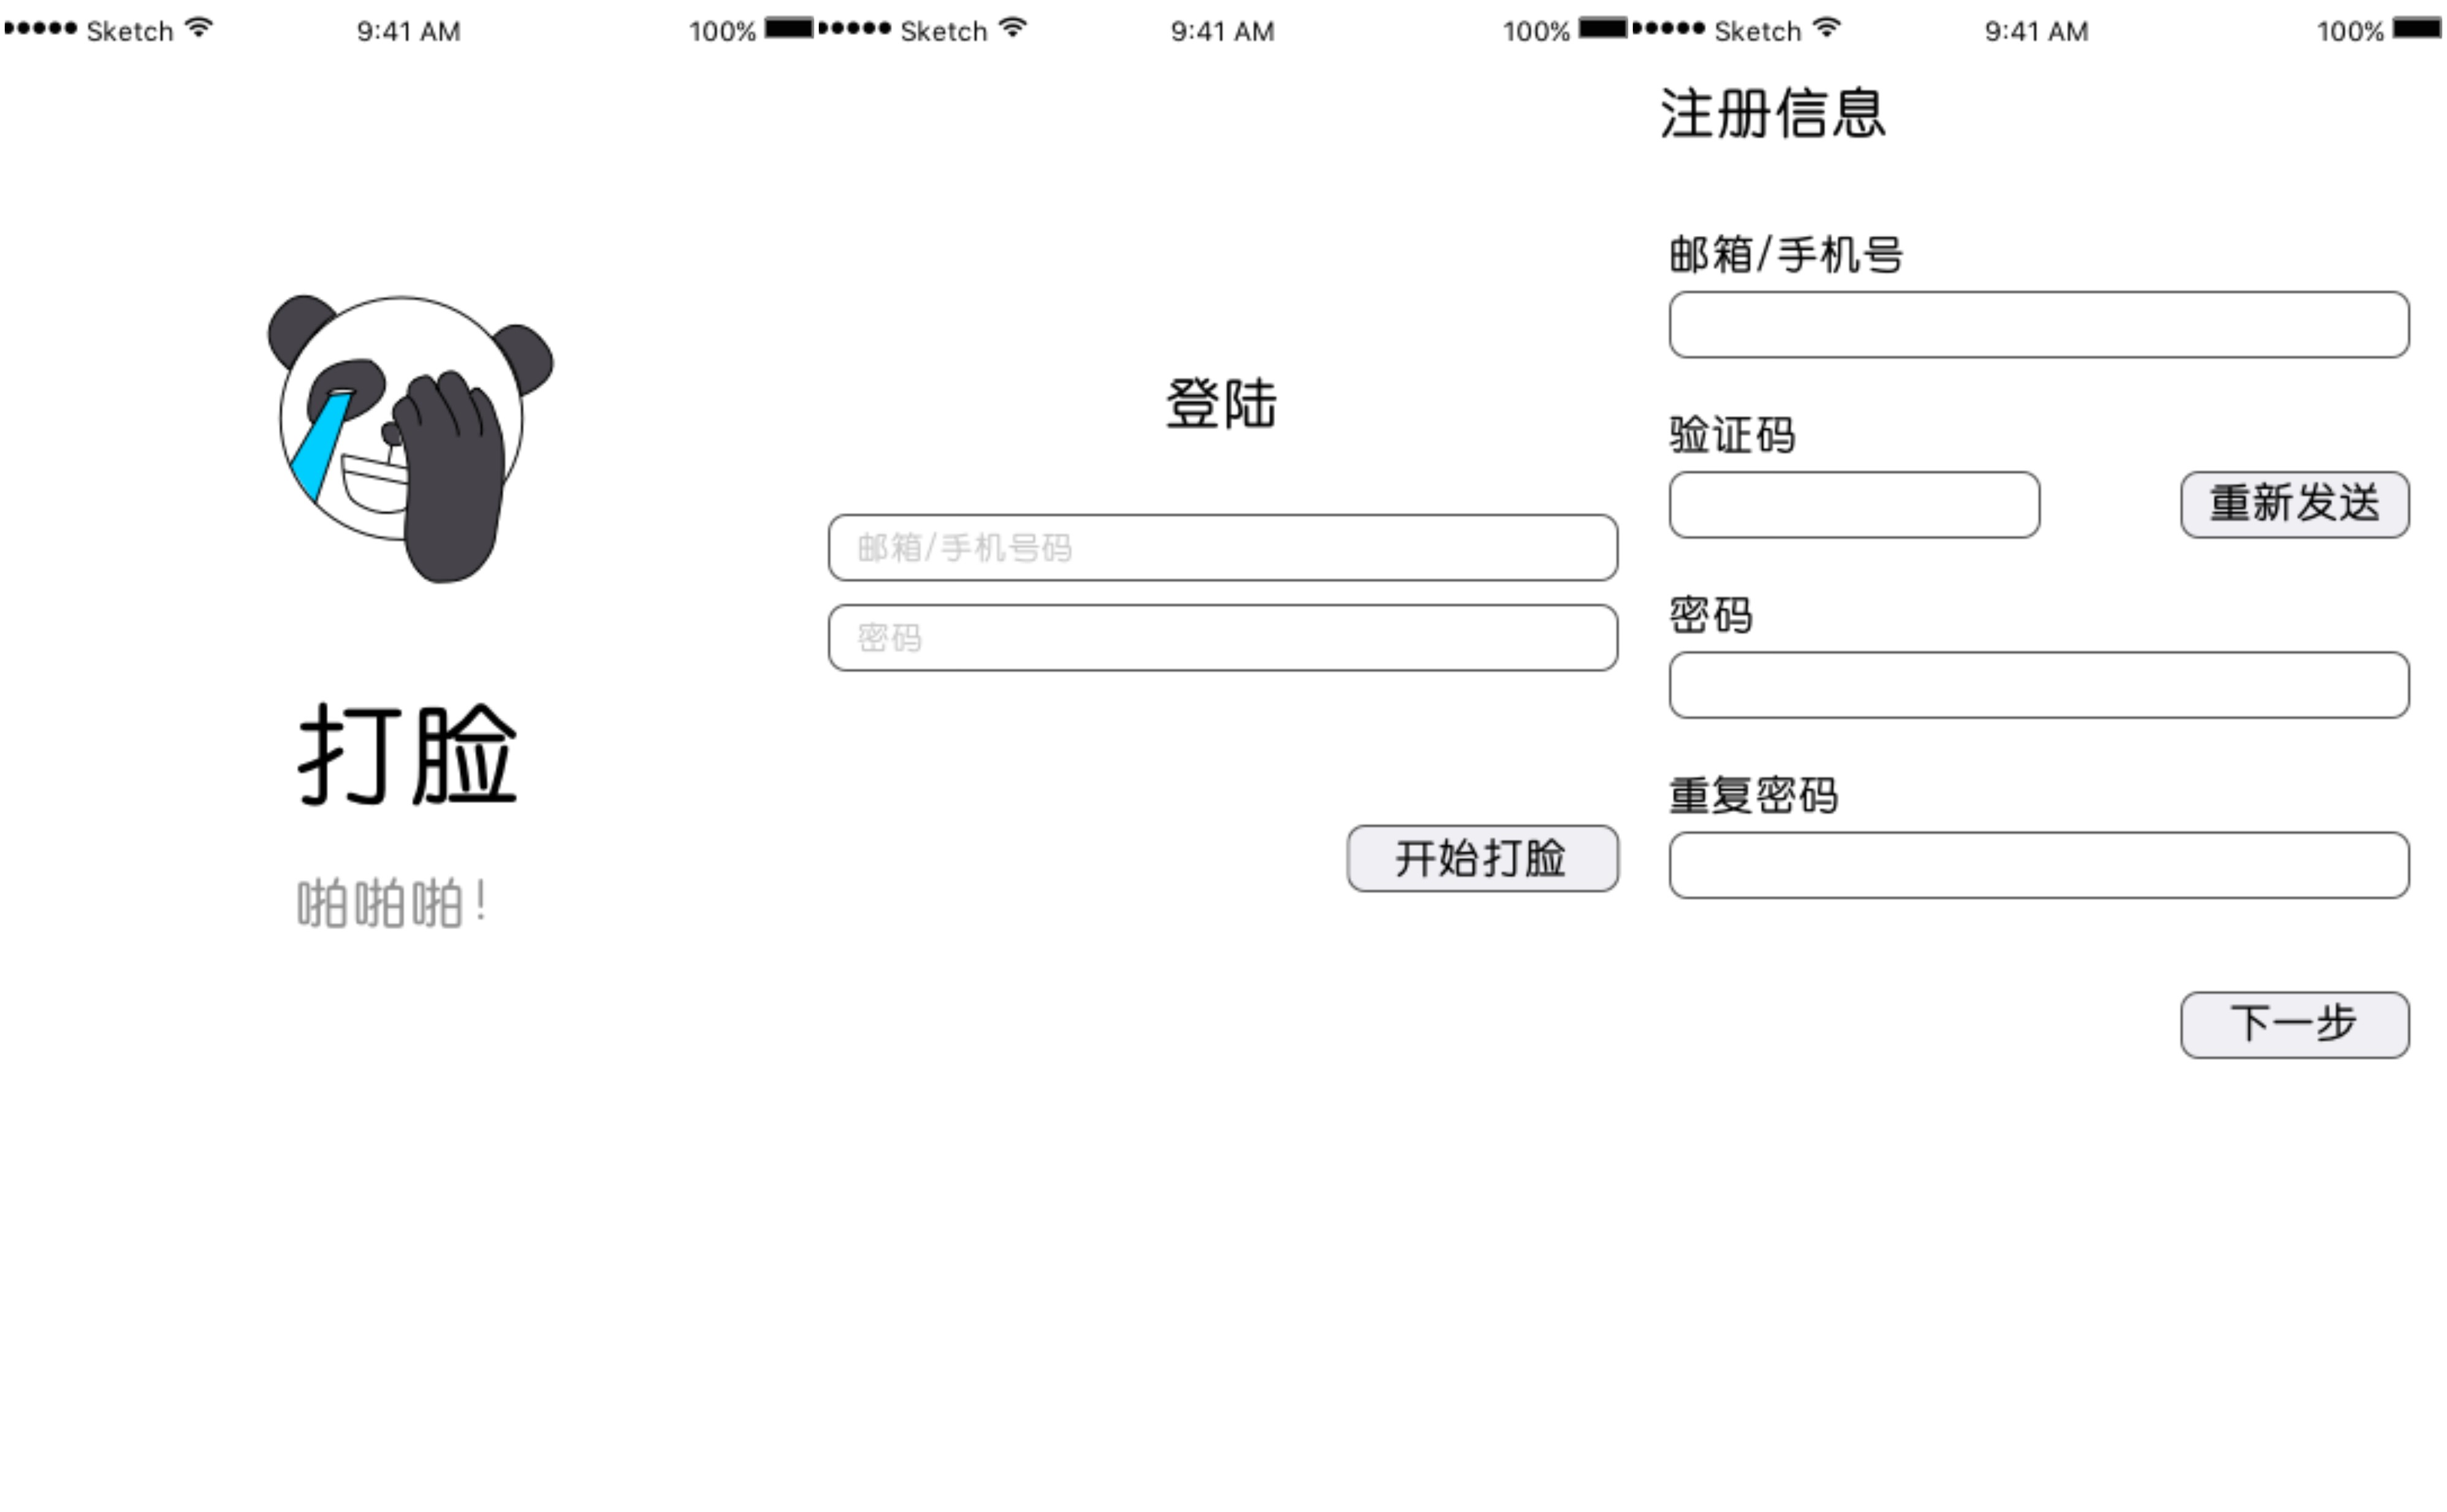 Sketch 9:41 AM 100%
打脸
啪啪啪!
Sketch 9:41 AM 100%
登陆
邮箱/手机号码
密码
开始打脸
Sketch 9:41 AM 100%
注册信息
邮箱/手机号
验证码
重新发送
密码
重复密码
下一步